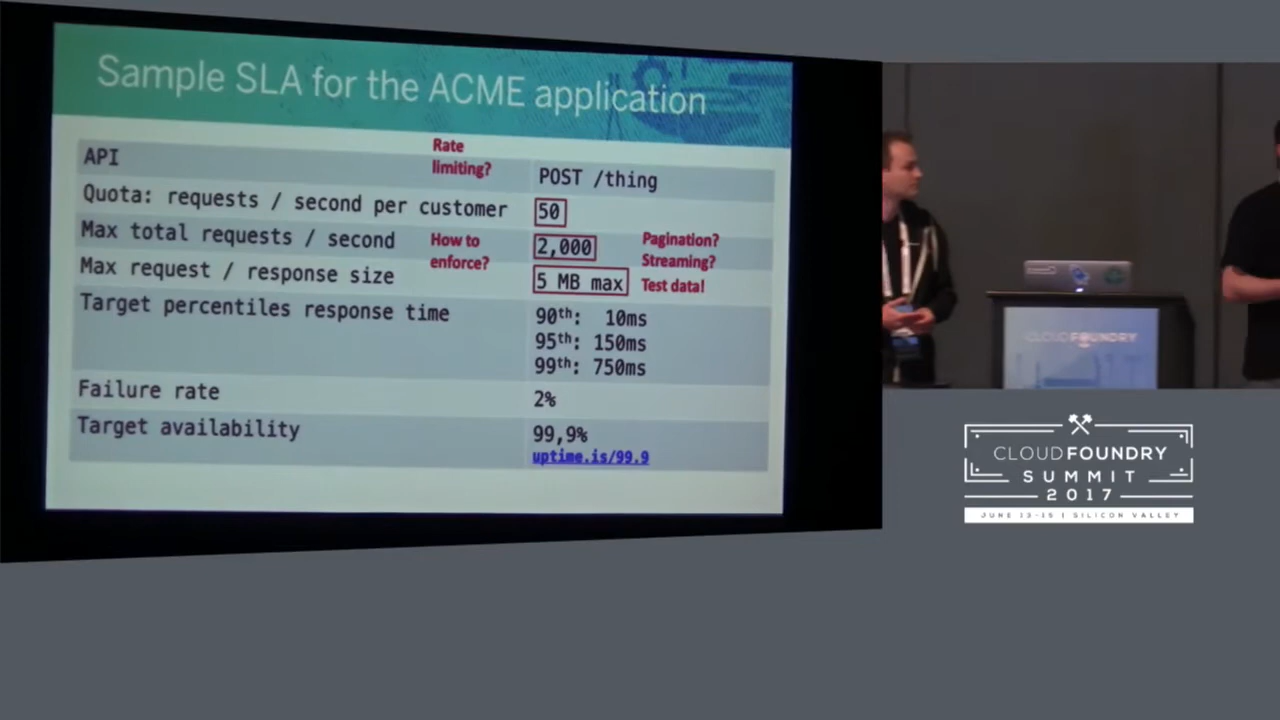 Sample SLA for the ACME application
API
Rate
limiting?
POST /thing
Quota: requests / second per customer
50
Max total requests / second
How to
enforce?
2,000
Pagination?
Streaming?
Max request / response size
5 MB max
Test data!
Target percentiles response time
90th: 10ms
95th: 150ms
99th: 750ms
Failure rate
2%
Target availability
99,9%
uptime.is/99.9
CLOUDFOUNDRY
CLOUDFOUNDRY
SUMMIT
2017
JUNE 13-15 | SILICON VALLEY